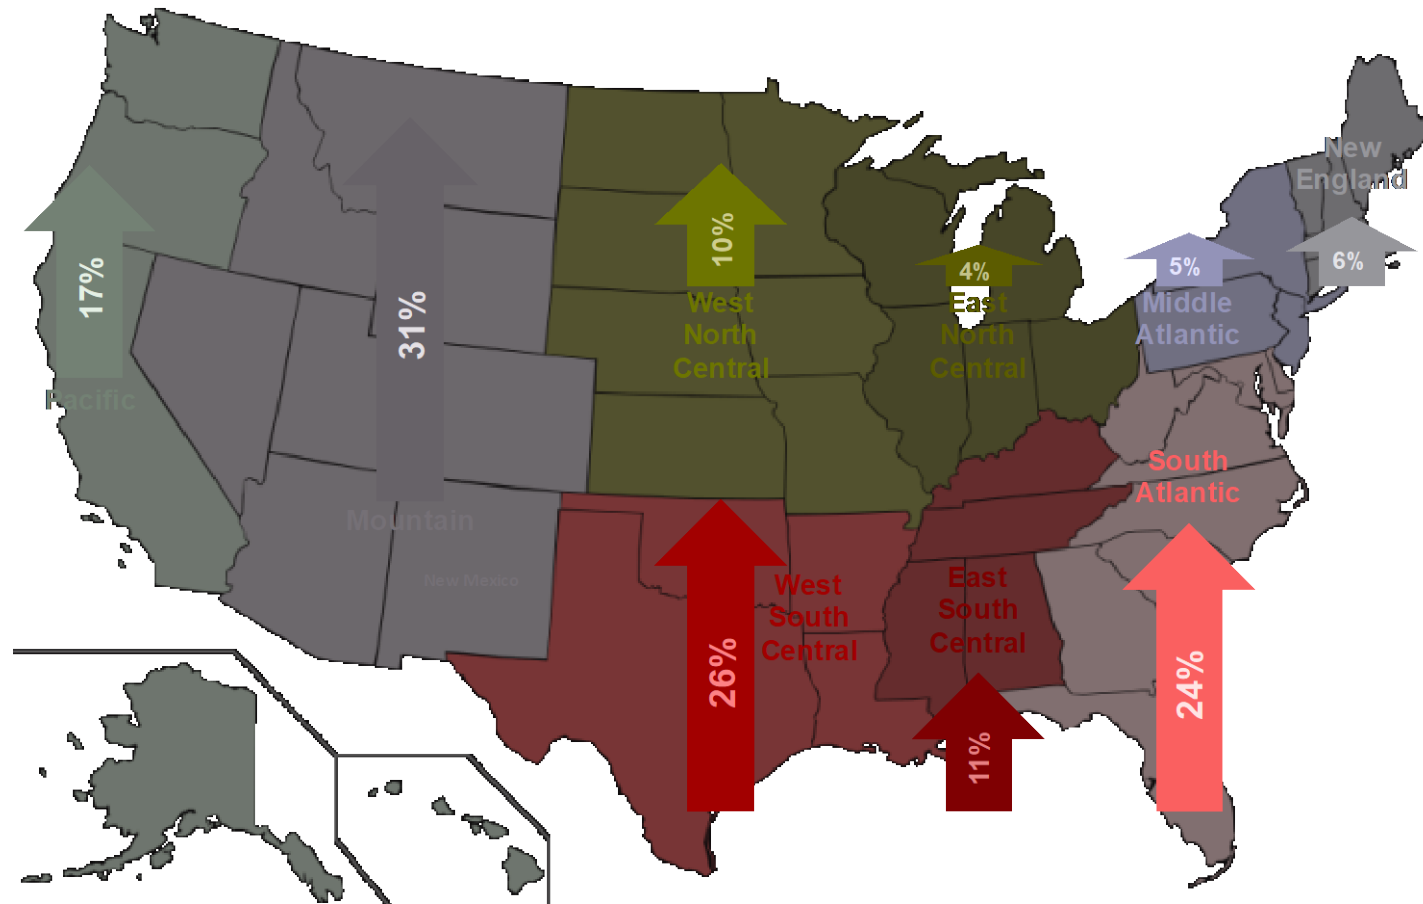 New
England
6%
17%
Pacific
31%
Mountain
New Mexico
10%
West
North
Central
4%
East
North
Central
5%
Middle
Atlantic
South
Atlantic
24%
West
South
Central
26%
East
South
Central
11%